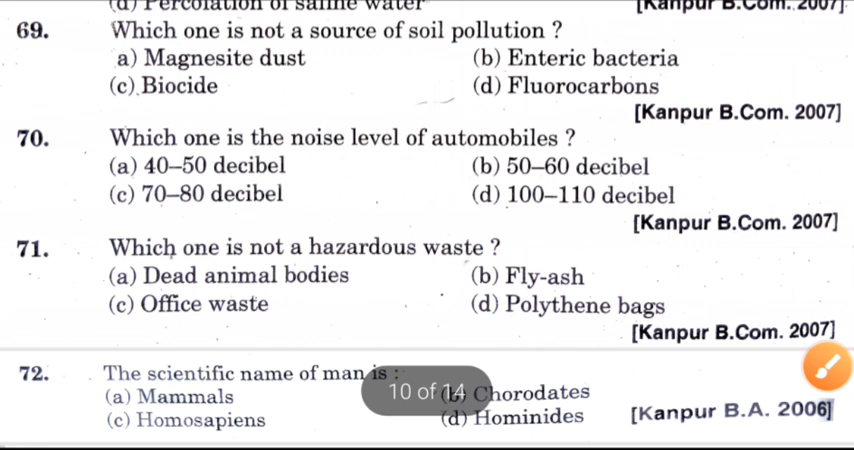 (d) Percolation of saline water [Kanpur B.Com. 2007]
69. Which one is not a source of soil pollution ?
a) Magnesite dust (b) Enteric bacteria
(c) Biocide (d) Fluorocarbons
[Kanpur B.Com. 2007]
70. Which one is the noise level of automobiles ?
(a) 40–50 decibel (b) 50–60 decibel
(c) 70–80 decibel (d) 100–110 decibel
[Kanpur B.Com. 2007]
71. Which one is not a hazardous waste ?
(a) Dead animal bodies (b) Fly-ash
(c) Office waste (d) Polythene bags
[Kanpur B.Com. 2007]
72. The scientific name of man is :
10 of 14
(a) Mammals (b) Chorodates
(c) Homosapiens (d) Hominides [Kanpur B.A. 2006]